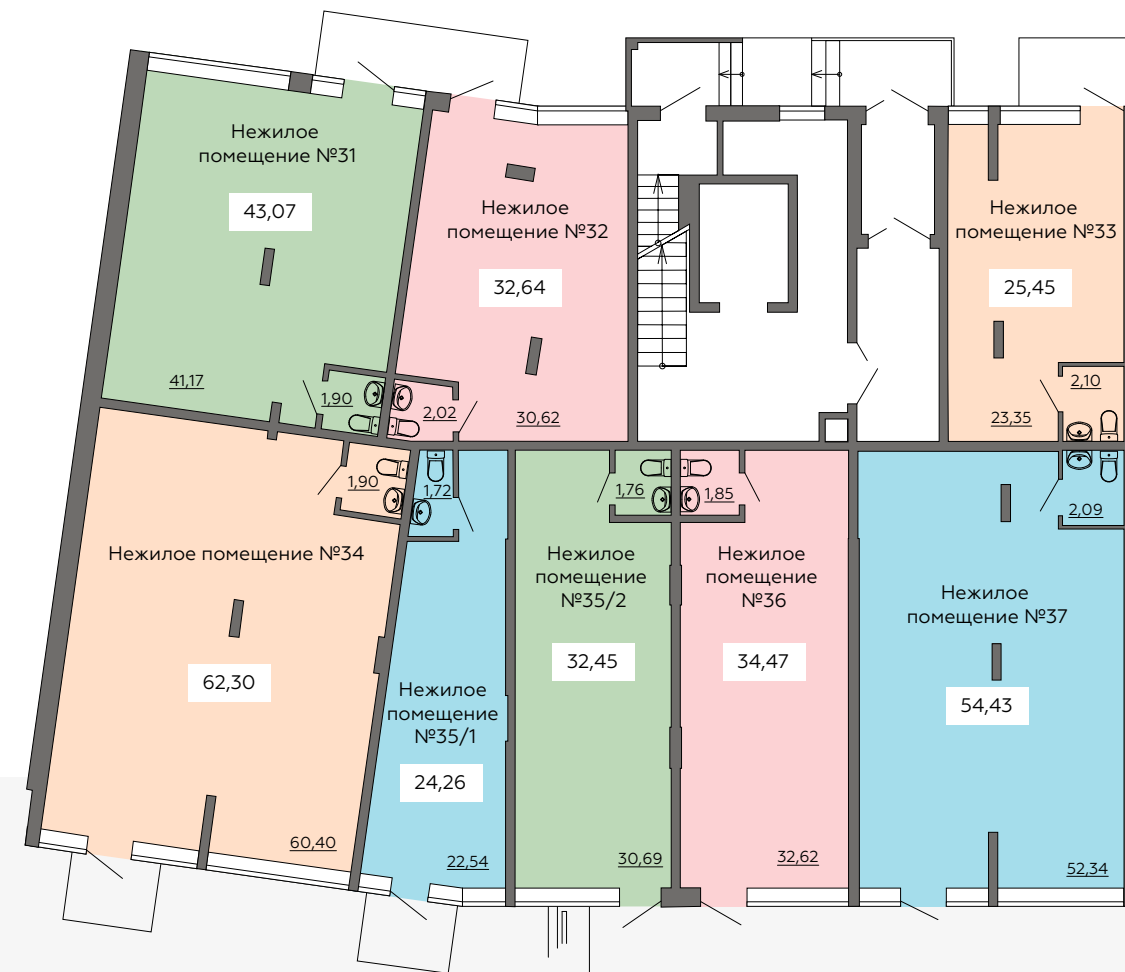 Нежилое
помещение №31
43,07
41,17
1,90
Нежилое
помещение №32
32,64
2,02
30,62
Нежилое
помещение №33
25,45
2,10
23,35
1,90
Нежилое помещение №34
62,30
60,40
1,72
Нежилое
помещение
№35/1
24,26
22,54
1,76
Нежилое
помещение
№35/2
32,45
30,69
1,85
Нежилое
помещение
№36
34,47
32,62
2,09
Нежилое
помещение №37
54,43
52,34